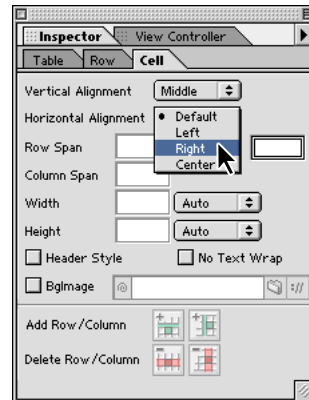 Inspector View Controller
Table Row Cell
Vertical Alignment Middle
Horizontal Alignment • Default
Left
Row Span Right
Center
Column Span
Width Auto
Height Auto
Header Style No Text Wrap
BgImage ://
Add Row/Column
Delete Row/Column